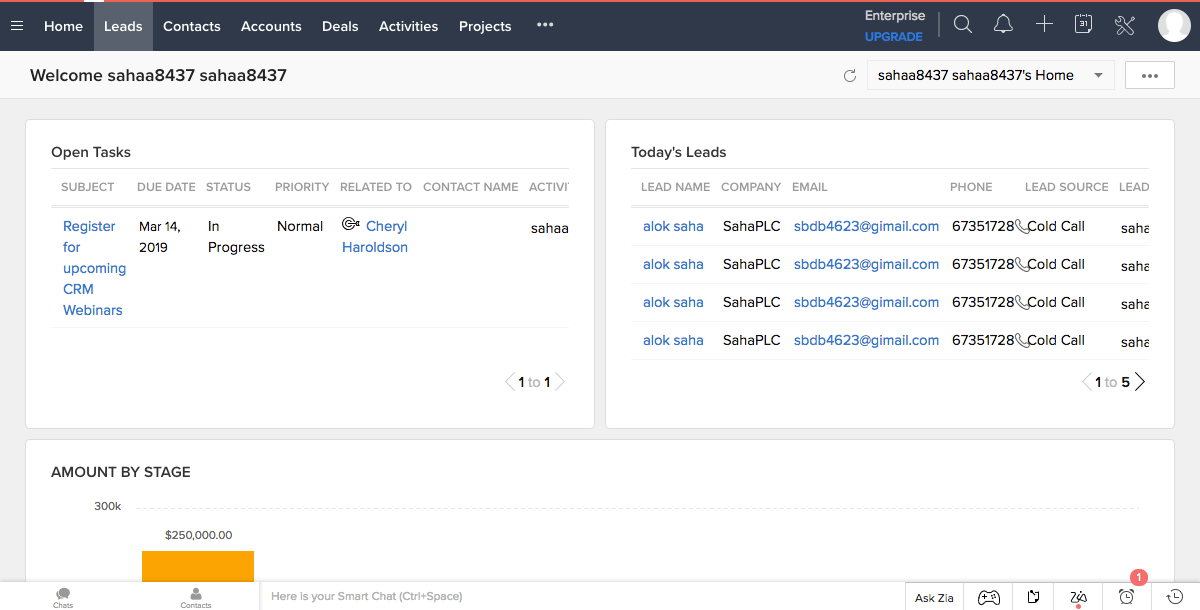 Home Leads Contacts Accounts Deals Activities Projects ••• Enterprise
UPGRADE
31
Welcome sahaa8437 sahaa8437
sahaa8437 sahaa8437's Home
Open Tasks
SUBJECT DUE DATE STATUS PRIORITY RELATED TO CONTACT NAME ACTIVI
Register Mar 14, In Normal Cheryl sahaa
for 2019 Progress Haroldson
upcoming
CRM
Webinars
1 to 1
Today's Leads
LEAD NAME COMPANY EMAIL PHONE LEAD SOURCE LEAD
alok saha SahaPLC sbdb4623@gimail.com 67351728 Cold Call saha
alok saha SahaPLC sbdb4623@gimail.com 67351728 Cold Call saha
alok saha SahaPLC sbdb4623@gimail.com 67351728 Cold Call saha
alok saha SahaPLC sbdb4623@gimail.com 67351728 Cold Call saha
1 to 5
AMOUNT BY STAGE
300k
$250,000.00
Chats Contacts Here is your Smart Chat (Ctrl+Space) Ask Zia 1